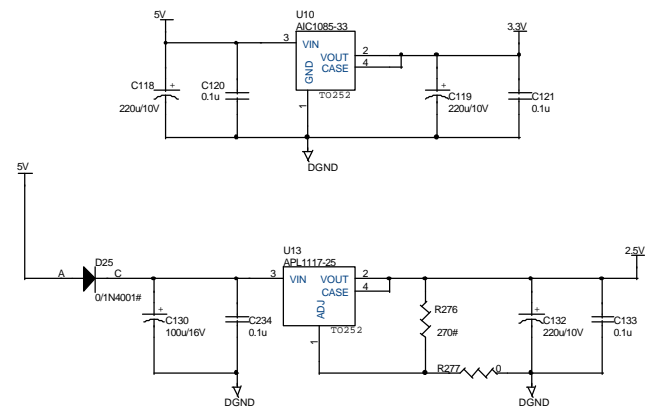 5V
U10
AIC1085-33
3.3V
3
VIN
VOUT
2
CASE
4
GND
1
TO252
C118
+
220u/10V
C120
0.1u
+
C119
220u/10V
C121
0.1u
DGND
5V
2.5V
D25
A
C
0/1N4001#
U13
APL1117-25
3
VIN
VOUT
2
CASE
4
ADJ
1
TO252
+
C130
100u/16V
C234
0.1u
R276
270#
R277
0
+
C132
220u/10V
C133
0.1u
DGND
DGND